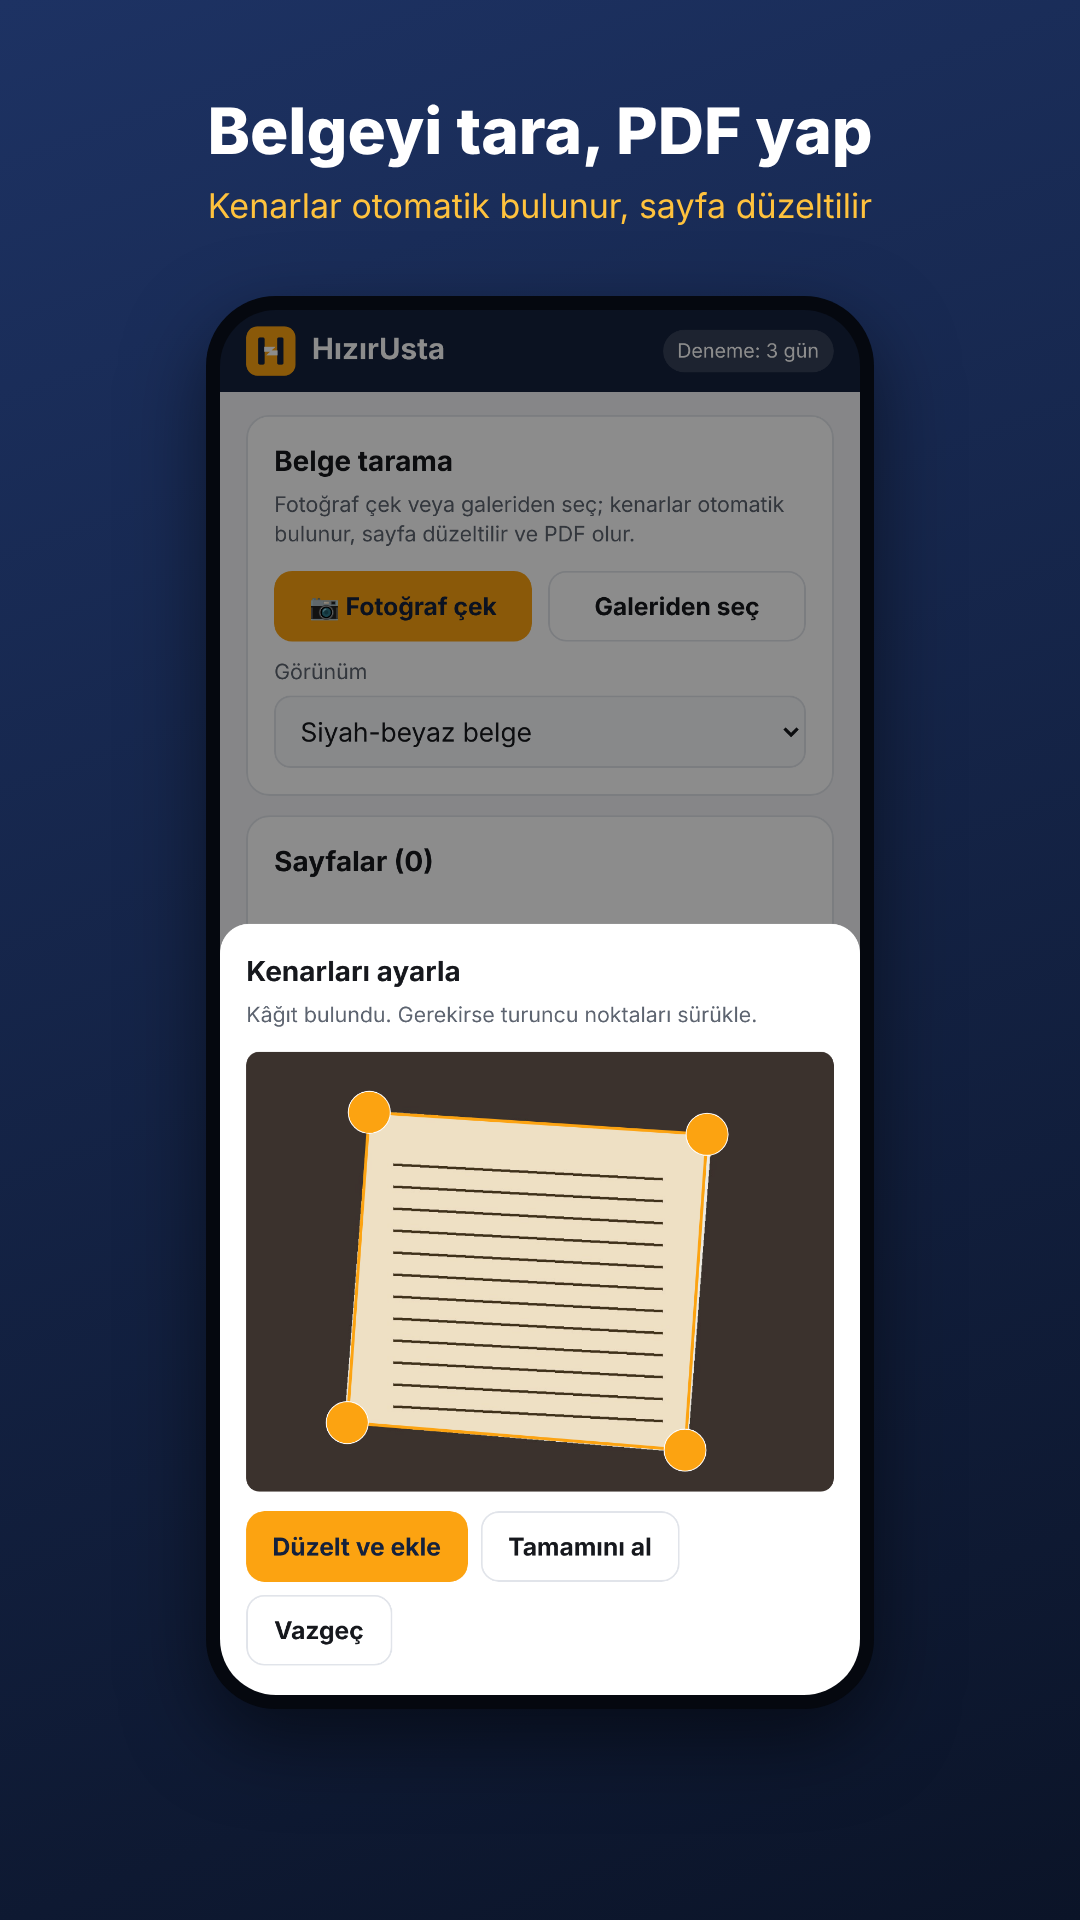 Belgeyi tara, PDF yap
Kenarlar otomatik bulunur, sayfa düzeltilir
H
HızırUsta
Deneme: 3 gün
Belge tarama
Fotoğraf çek veya galeriden seç; kenarlar otomatik
bulunur, sayfa düzeltilir ve PDF olur.
Fotoğraf çek
Galeriden seç
Görünüm
Siyah-beyaz belge
Sayfalar (0)
Kenarları ayarla
Kâğıt bulundu. Gerekirse turuncu noktaları sürükle.
Düzelt ve ekle
Tamamını al
Vazgeç